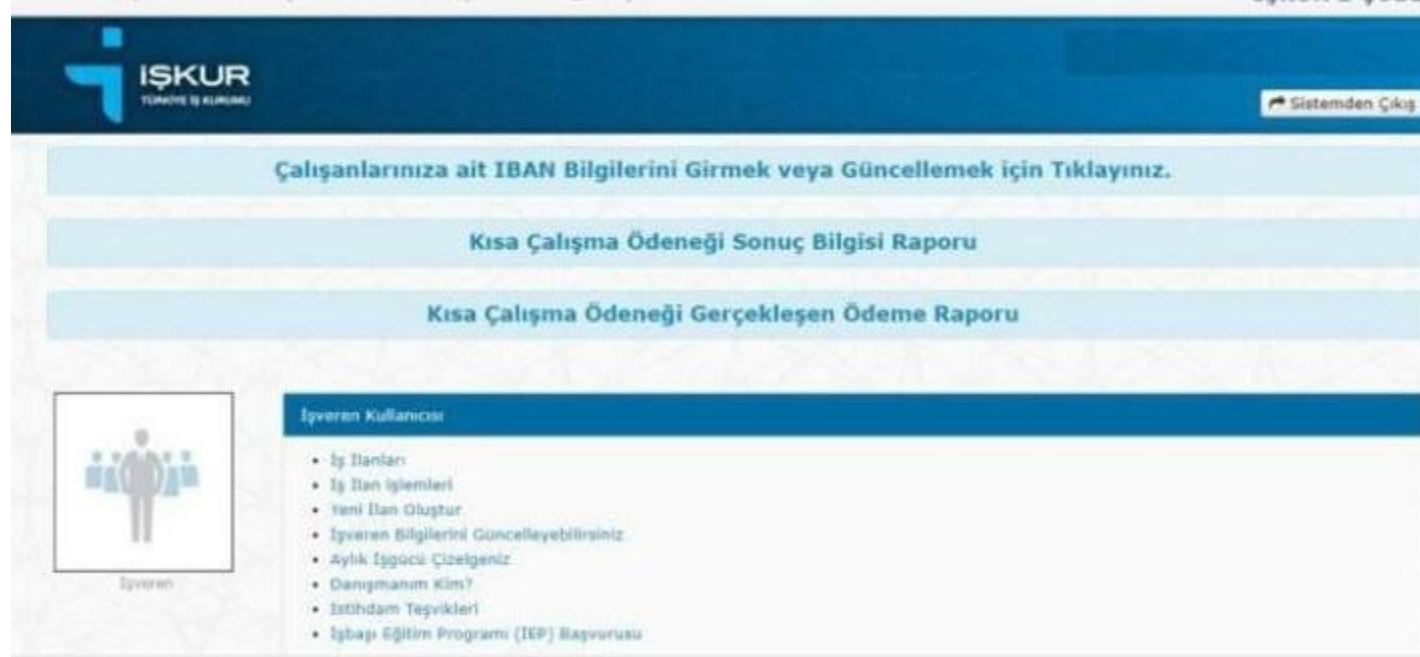 İŞKUR
TÜRKİYE İŞ KURUMU
Sistemden Çıkış
Çalışanlarınıza ait IBAN Bilgilerini Girmek veya Güncellemek için Tıklayınız.
Kısa Çalışma Ödeneği Sonuç Bilgisi Raporu
Kısa Çalışma Ödeneği Gerçekleşen Ödeme Raporu
İşveren Kullanıcısı
• İş İlanları
• İş İlan işlemleri
• Yeni İlan Oluştur
• İşveren Bilgilerini Güncelleyebilirsiniz
• Aylık İşgücü Çizelgeniz
• Danışmanım Kim?
• İstihdam Teşvikleri
• İşbaşı Eğitim Programı (İEP) Başvurusu
İşveren